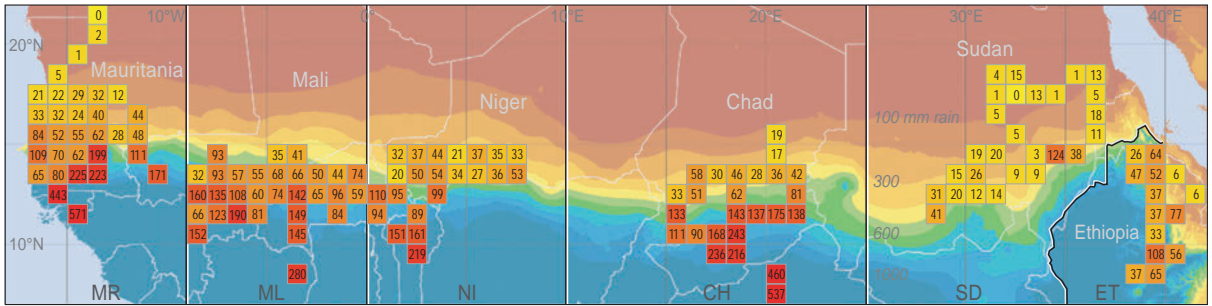 10°W 0° 10°E 20°E 30°E 40°E
0
2
20°N 1 Sudan
Mauritania Mali Niger Chad
5 4 15 1 13
21 22 29 32 12 1 0 13 1 5
33 32 24 40 44 5 100 mm rain 18
84 52 55 62 28 48 19 5 11
109 70 62 199 111 93 35 41 32 37 44 21 37 35 33 17 19 20 3 124 38 26 64
65 80 225 223 171 32 93 57 55 68 66 50 44 74 20 50 54 34 27 36 53 58 30 46 28 36 42 300 15 26 9 9 47 52 6
443 160 135 108 60 74 142 65 96 59 110 95 99 33 51 62 81 31 20 12 14 37 6
571 66 123 190 81 149 84 94 89 133 143 137 175 138 41 37 77
10°N 152 145 151 161 111 90 168 243 600 Ethiopia 33
219 236 216 108 56
280 460 1000 37 65
MR ML NI CH 537 SD ET